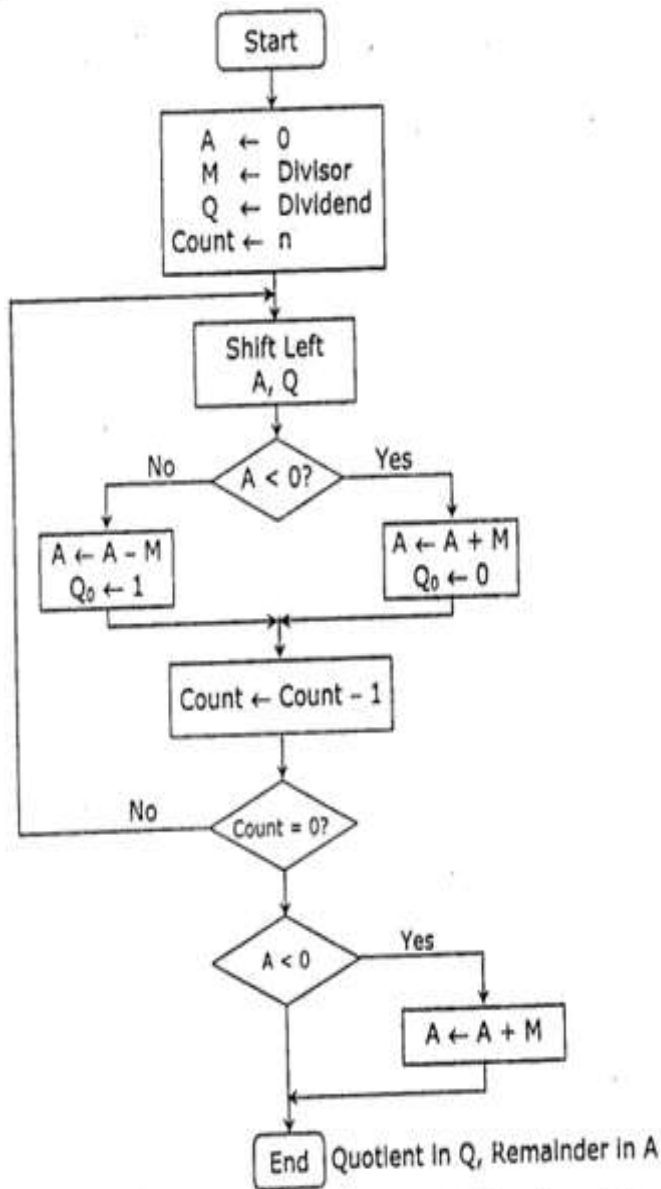 Start
A ← 0
M ← Divisor
Q ← Dividend
Count ← n
Shift Left
A, Q
No
A < 0?
Yes
A ← A – M
Q₀ ← 1
A ← A + M
Q₀ ← 0
Count ← Count – 1
No
Count = 0?
A < 0
Yes
A ← A + M
End
Quotient in Q, Remainder in A